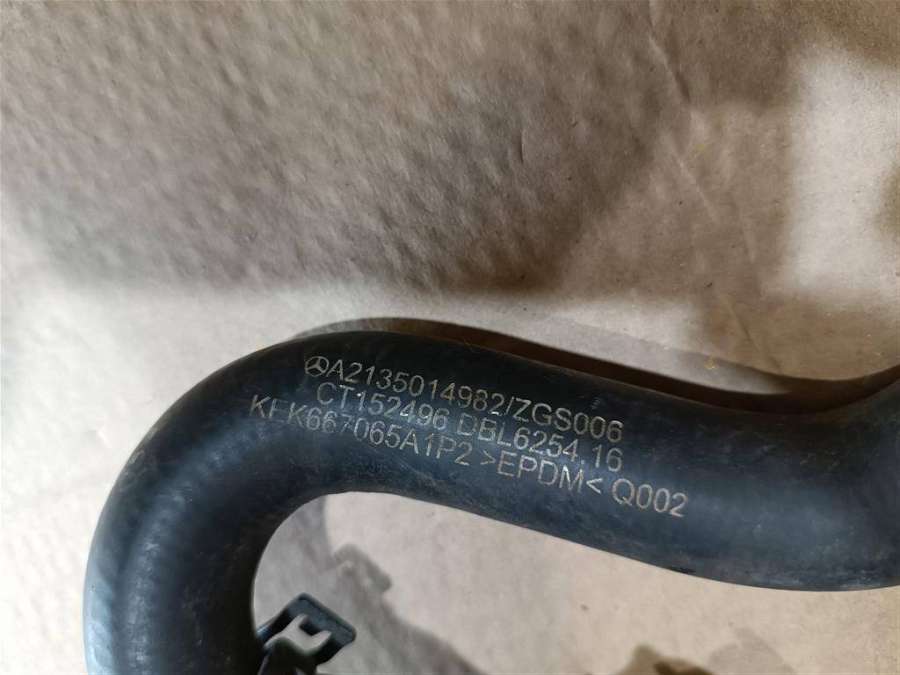 A2135014982/ZGS006
CT152496 DBL6254.16
KFK667065A1P2 >EPDM< Q002